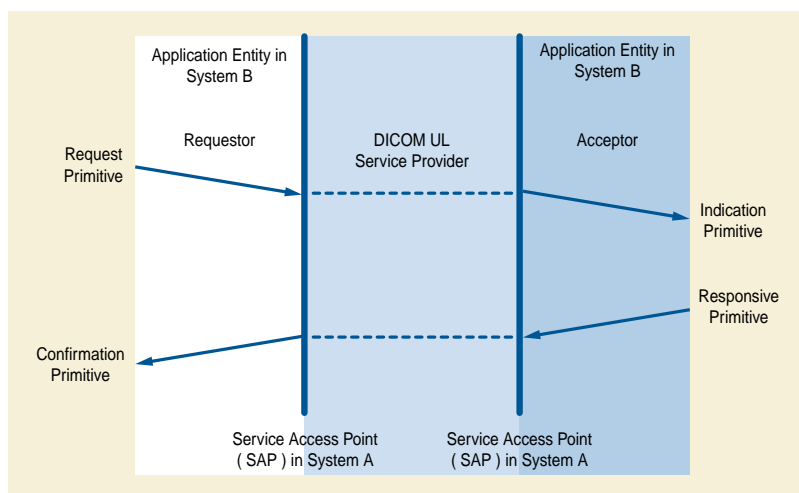 Application Entity in
System B
Application Entity in
System B
Requestor
DICOM UL
Service Provider
Acceptor
Request
Primitive
Indication
Primitive
Responsive
Primitive
Confirmation
Primitive
Service Access Point
( SAP ) in System A
Service Access Point
( SAP ) in System A